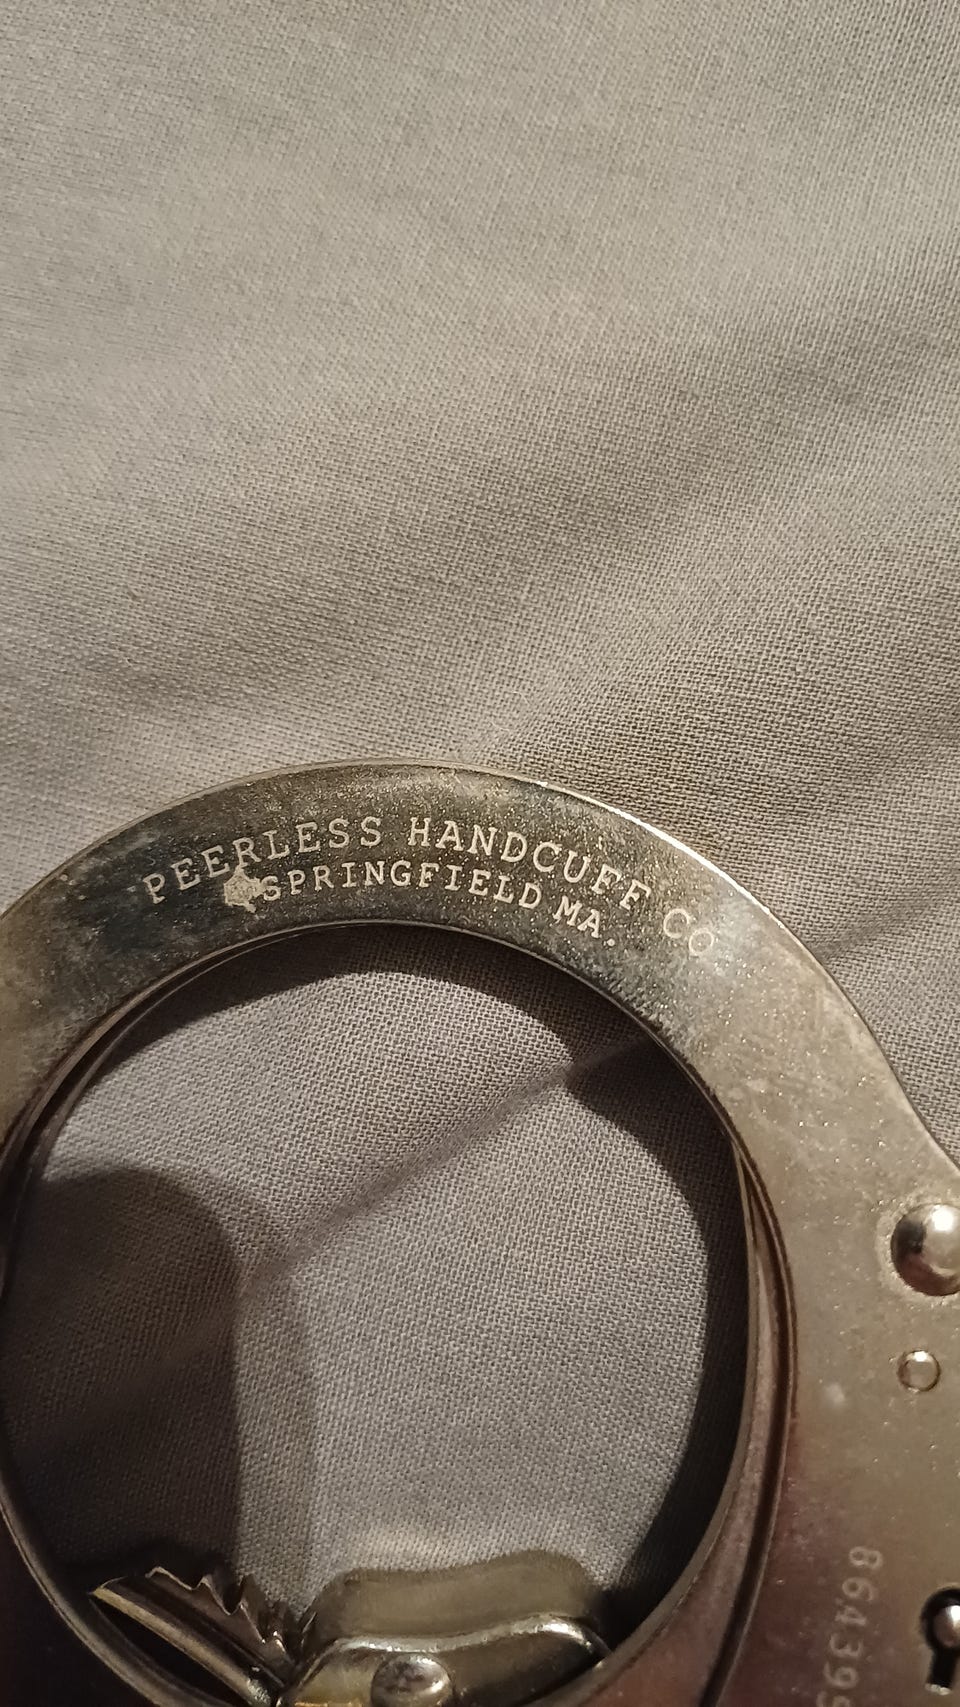 PEERLESS HANDCUFF CO
SPRINGFIELD MA.